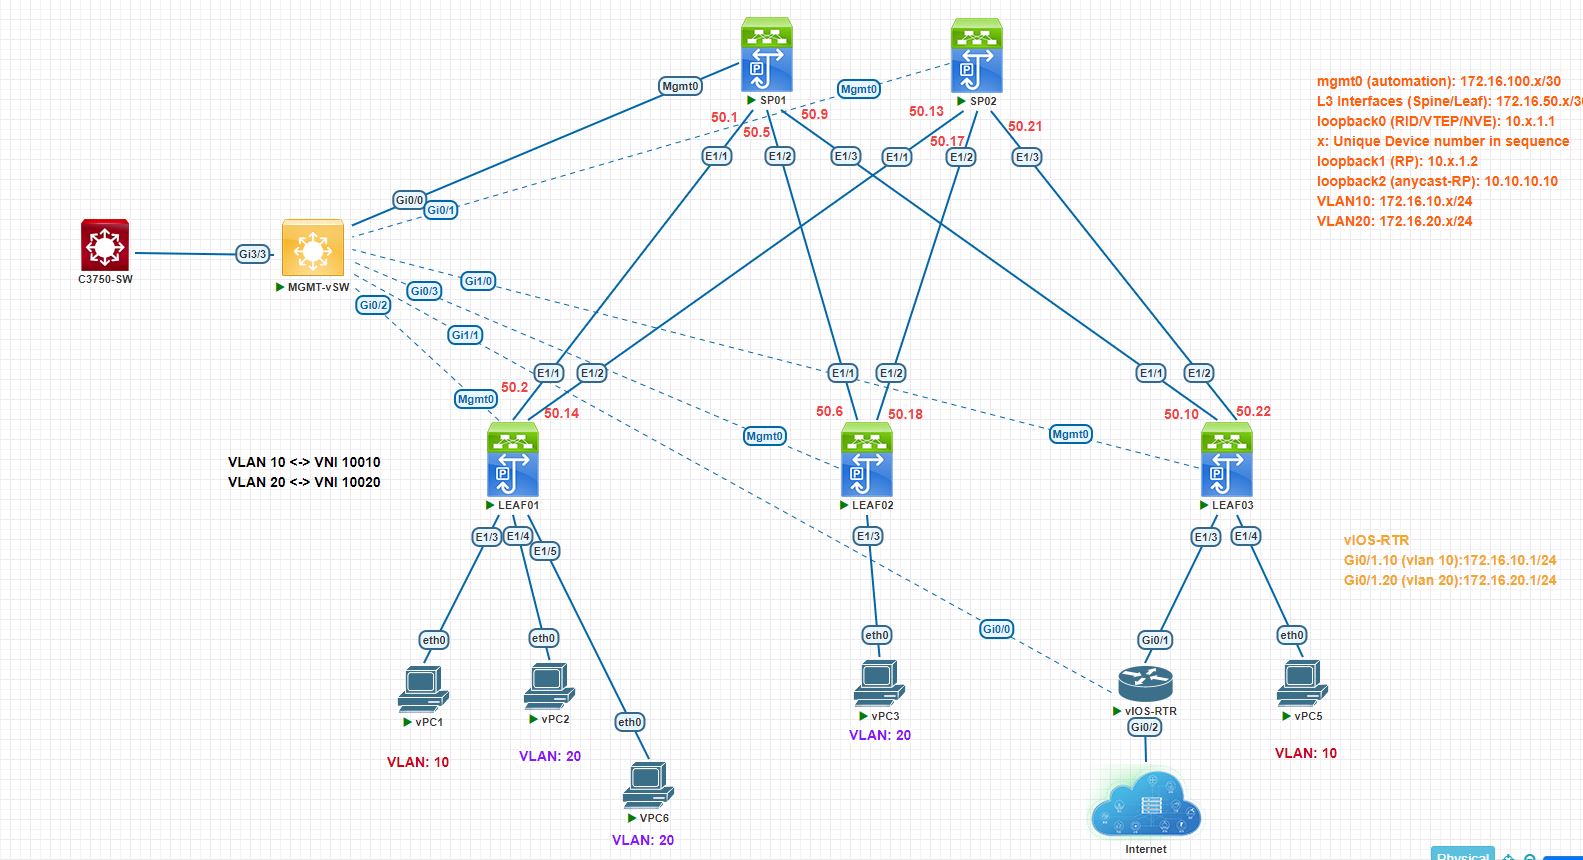 SP01
SP02
Mgmt0
Mgmt0
mgmt0 (automation): 172.16.100.x/30
L3 Interfaces (Spine/Leaf): 172.16.50.x/30
loopback0 (RID/VTEP/NVE): 10.x.1.1
x: Unique Device number in sequence
loopback1 (RP): 10.x.1.2
loopback2 (anycast-RP): 10.10.10.10
VLAN10: 172.16.10.x/24
VLAN20: 172.16.20.x/24
50.1
50.5
50.9
50.13
50.17
50.21
E1/1
E1/2
E1/3
E1/1
E1/2
E1/3
Gi0/0
Gi0/1
Gi3/3
C3750-SW
MGMT-vSW
Gi1/0
Gi0/3
Gi0/2
Gi1/1
E1/1
E1/2
E1/1
E1/2
E1/1
E1/2
50.2
Mgmt0
50.14
50.6
50.18
50.10
50.22
Mgmt0
Mgmt0
VLAN 10 <-> VNI 10010
VLAN 20 <-> VNI 10020
LEAF01
LEAF02
LEAF03
E1/3
E1/4
E1/5
E1/3
E1/3
E1/4
vIOS-RTR
Gi0/1.10 (vlan 10):172.16.10.1/24
Gi0/1.20 (vlan 20):172.16.20.1/24
eth0
eth0
eth0
Gi0/0
Gi0/1
eth0
vPC1
vPC2
vPC3
vIOS-RTR
vPC5
eth0
Gi0/2
VLAN: 10
VLAN: 20
VLAN: 20
VLAN: 10
VPC6
VLAN: 20
Internet
Physical